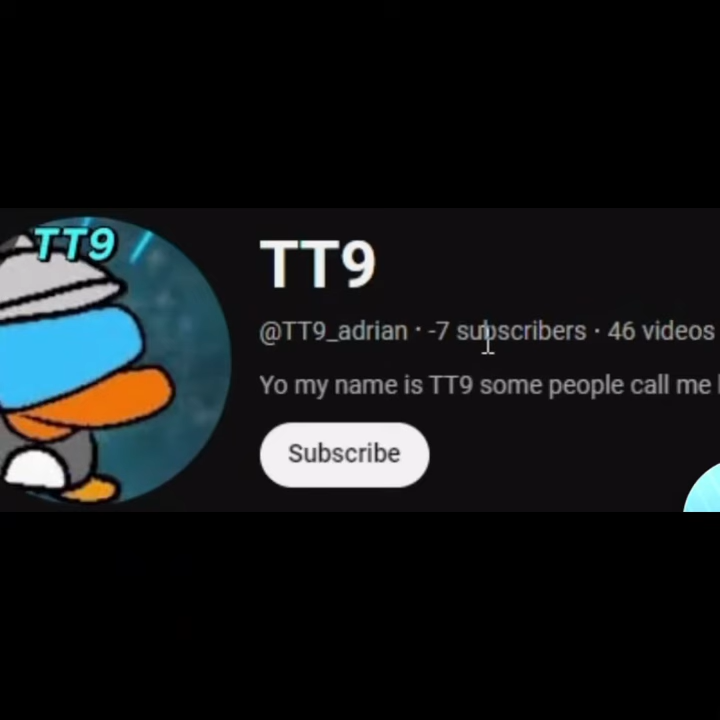 TT9
TT9
@TT9_adrian · -7 subscribers · 46 videos
Yo my name is TT9 some people call me
Subscribe